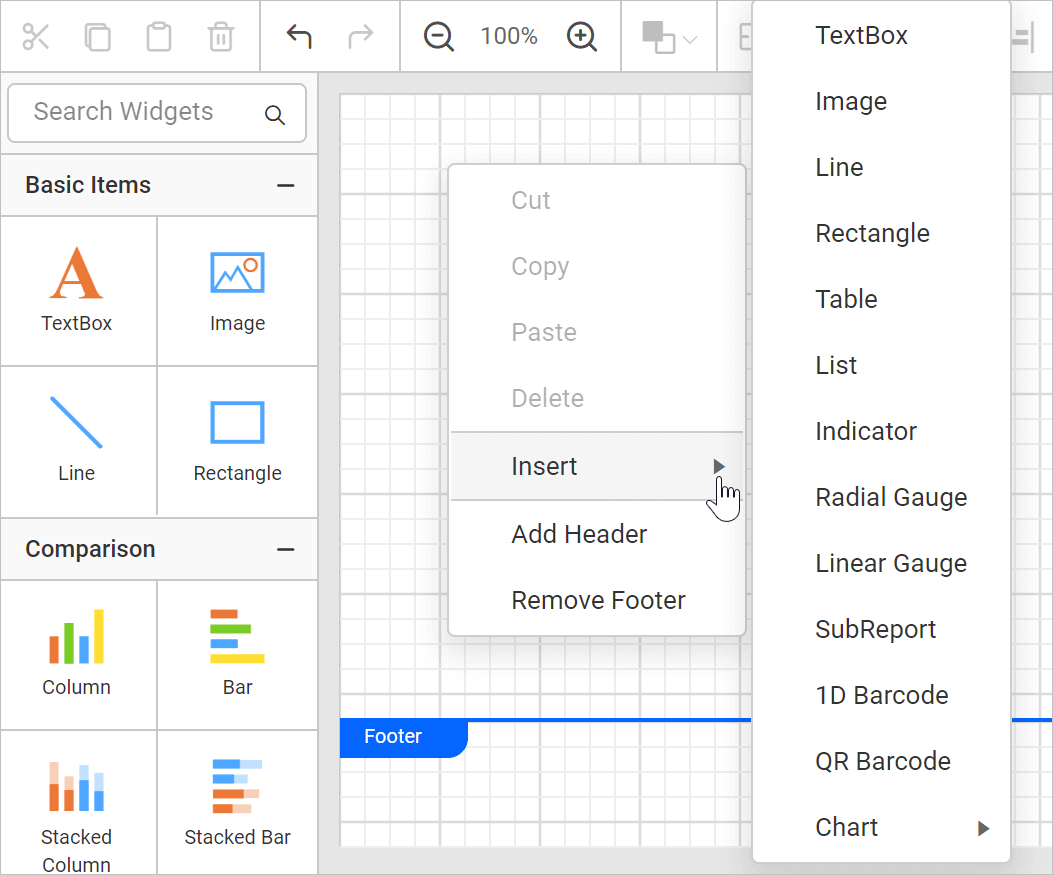 100%
Search Widgets
Basic Items
TextBox
Image
Line
Rectangle
Comparison
Column
Bar
Stacked
Column
Stacked Bar
Cut
Copy
Paste
Delete
Insert
Add Header
Remove Footer
Footer
TextBox
Image
Line
Rectangle
Table
List
Indicator
Radial Gauge
Linear Gauge
SubReport
1D Barcode
QR Barcode
Chart